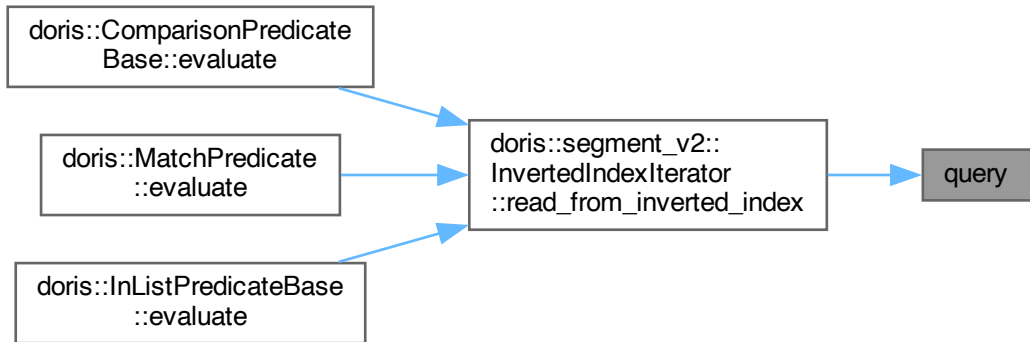 doris::ComparisonPredicate
Base::evaluate
doris::MatchPredicate
::evaluate
doris::InListPredicateBase
::evaluate
doris::segment_v2::
InvertedIndexIterator
::read_from_inverted_index
query